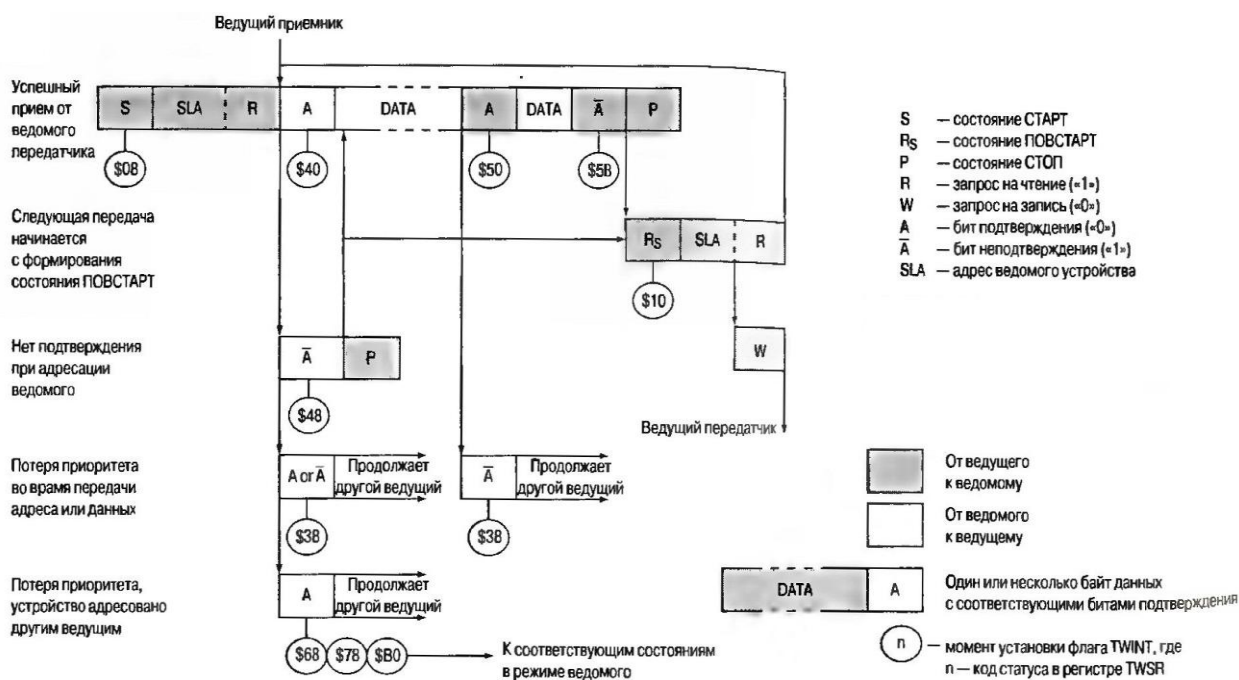 Ведущий приемник
Успешный
прием от
ведомого
передатчика
S SLA R A DATA A DATA A̅ P
$08 $40 $50 $5B
Следующая передача
начинается
с формирования
состояния ПОВСТАРТ
RS SLA R
$10
Нет подтверждения
при адресации
ведомого
A̅ P
$48
W
Ведущий передатчик
Потеря приоритета
во врамя передачи
адреса или данных
A or A̅ Продолжает
другой ведущий
A̅ Продолжает
другой ведущий
$38 $38
Потеря приоритета,
устройство адресовано
другим ведущим
A Продолжает
другой ведущий
$68 $78 $B0
К соответствующим состояниям
в режиме ведомого
S — состояние СТАРТ
RS — состояние ПОВСТАРТ
P — состояние СТОП
R — запрос на чтение («1»)
W — запрос на запись («0»)
A — бит подтверждения («0»)
A̅ — бит неподтверждения («1»)
SLA — адрес ведомого устройства
От ведущего
к ведомому
От ведомого
к ведущему
DATA A
Один или несколько байт данных
с соответствующими битами подтверждения
n — момент установки флага TWINT, где
n — код статуса в регистре TWSR